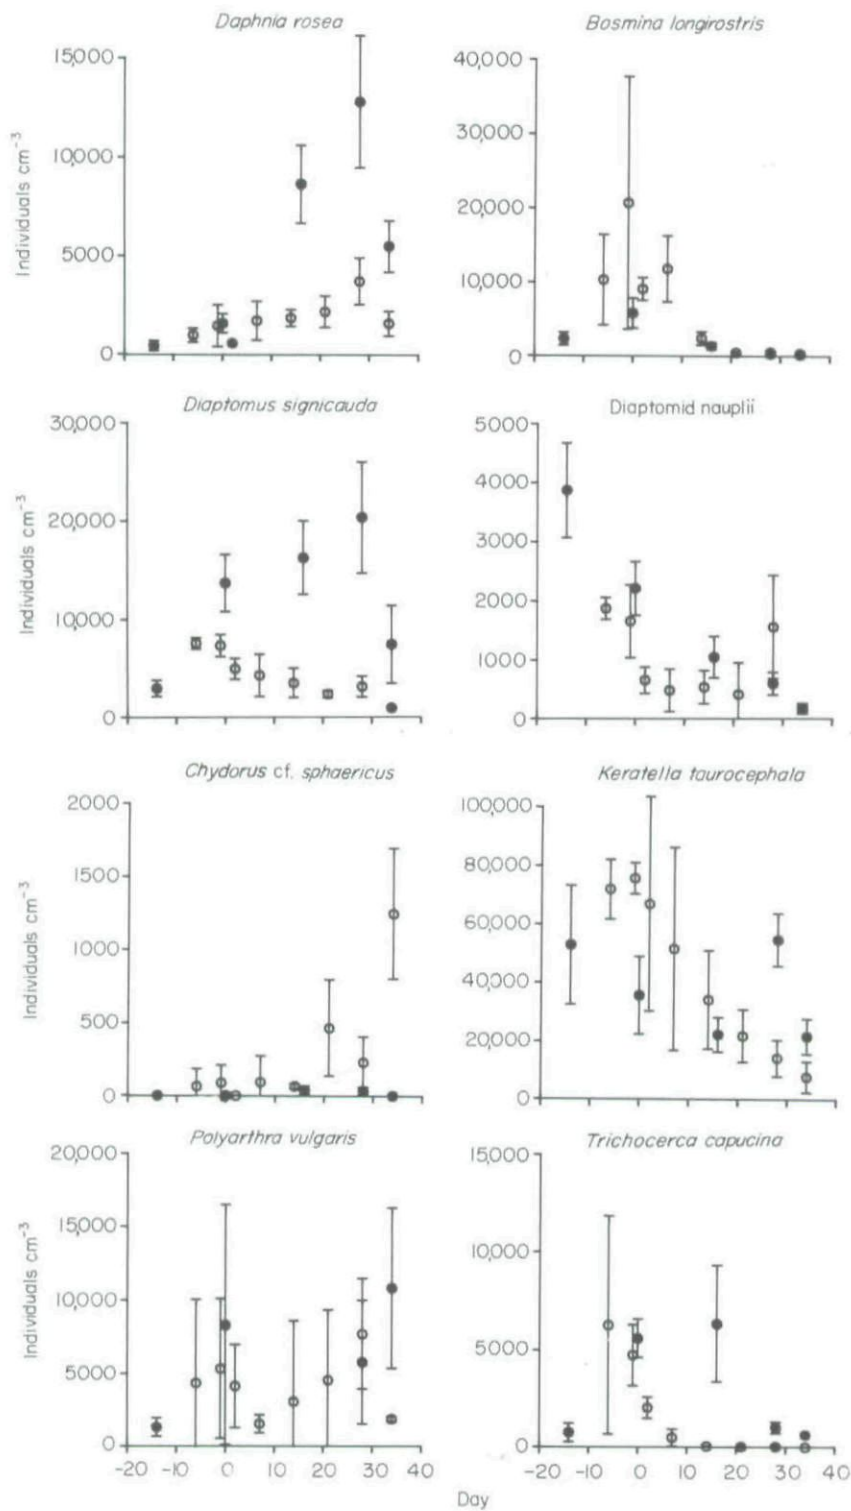 Daphnia rosea
Bosmina longirostris
15,000
10,000
5000
0
Individuals cm⁻³
40,000
30,000
20,000
10,000
0
Diaptomus signicauda
Diaptomid nauplii
30,000
20,000
10,000
0
Individuals cm⁻³
5000
4000
3000
2000
1000
0
Chydorus cf. sphaericus
Keratella taurocephala
2000
1500
1000
500
0
Individuals cm⁻³
100,000
80,000
60,000
40,000
20,000
0
Polyarthra vulgaris
Trichocerca capucina
20,000
15,000
10,000
5000
0
Individuals cm⁻³
15,000
10,000
5000
0
-20 -10 0 10 20 30 40
-20 -10 0 10 20 30 40
Day